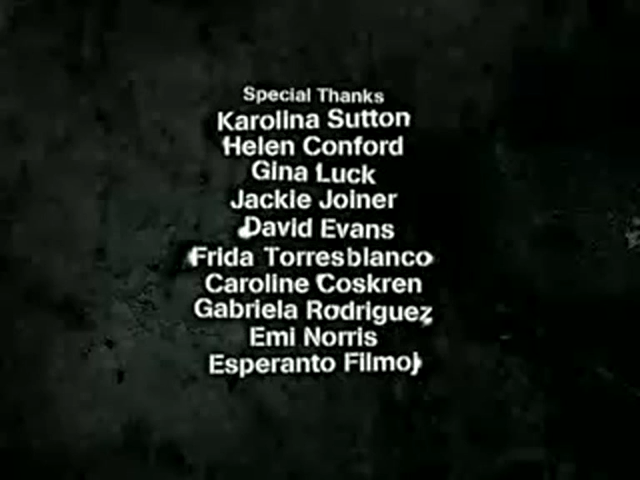 Special Thanks
Karolina Sutton
Helen Conford
Gina Luck
Jackie Joiner
David Evans
Frida Torresblanco
Caroline Coskren
Gabriela Rodriguez
Emi Norris
Esperanto Filmoj